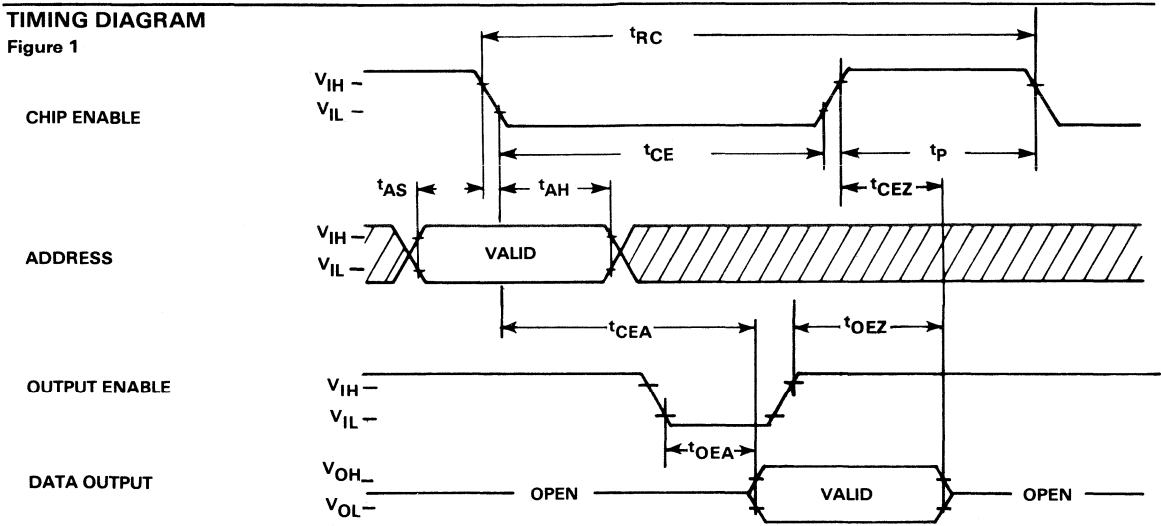 TIMING DIAGRAM
Figure 1
tRC
CHIP ENABLE
VIH
VIL
tCE
tP
tAS
tAH
tCEZ
ADDRESS
VIH
VIL
VALID
tCEA
tOEZ
OUTPUT ENABLE
VIH
VIL
tOEA
DATA OUTPUT
VOH
VOL
OPEN
VALID
OPEN